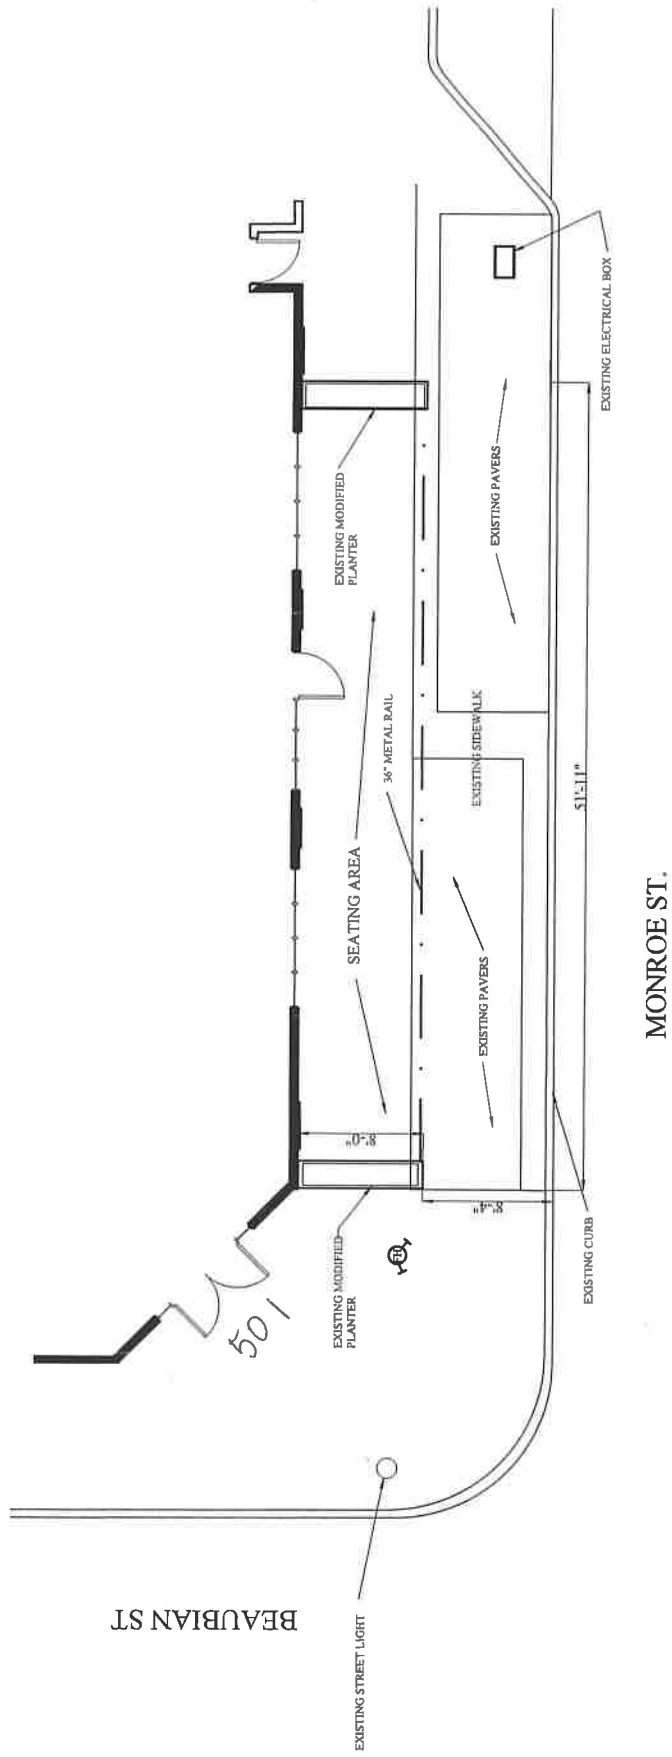 BEAUBIAN ST
EXISTING STREET LIGHT
501
EXISTING MODIFIED
PLANTER
FH
8'-0"
8'-4"
EXISTING CURB
SEATING AREA
36" METAL RAIL
EXISTING PAVERS
EXISTING SIDEWALK
51'-11"
MONROE ST.
EXISTING MODIFIED
PLANTER
EXISTING PAVERS
EXISTING ELECTRICAL BOX